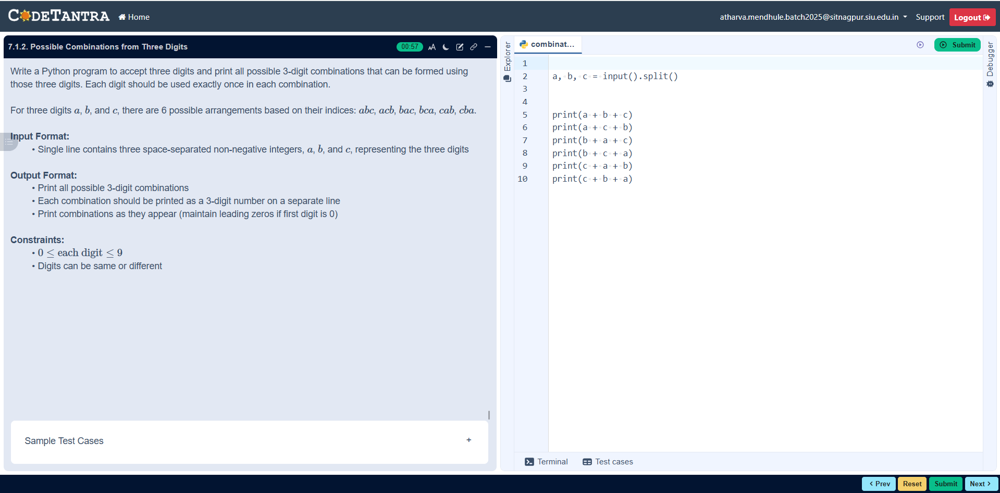 CODETANTRA
Home
atharva.mendhule.batch2025@sitnagpur.siu.edu.in
Support
Logout
7.1.2. Possible Combinations from Three Digits
00:57
AA
Write a Python program to accept three digits and print all possible 3-digit combinations that can be formed using
those three digits. Each digit should be used exactly once in each combination.
For three digits a, b, and c, there are 6 possible arrangements based on their indices: abc, acb, bac, bca, cab, cba.
Input Format:
• Single line contains three space-separated non-negative integers, a, b, and c, representing the three digits
Output Format:
• Print all possible 3-digit combinations
• Each combination should be printed as a 3-digit number on a separate line
• Print combinations as they appear (maintain leading zeros if first digit is 0)
Constraints:
• 0 ≤ each digit ≤ 9
• Digits can be same or different
Sample Test Cases
+
Explorer
combinat...
Submit
Debugger
1
2 a, b, c = input().split()
3
4
5 print(a + b + c)
6 print(a + c + b)
7 print(b + a + c)
8 print(b + c + a)
9 print(c + a + b)
10 print(c + b + a)
Terminal
Test cases
< Prev
Reset
Submit
Next >